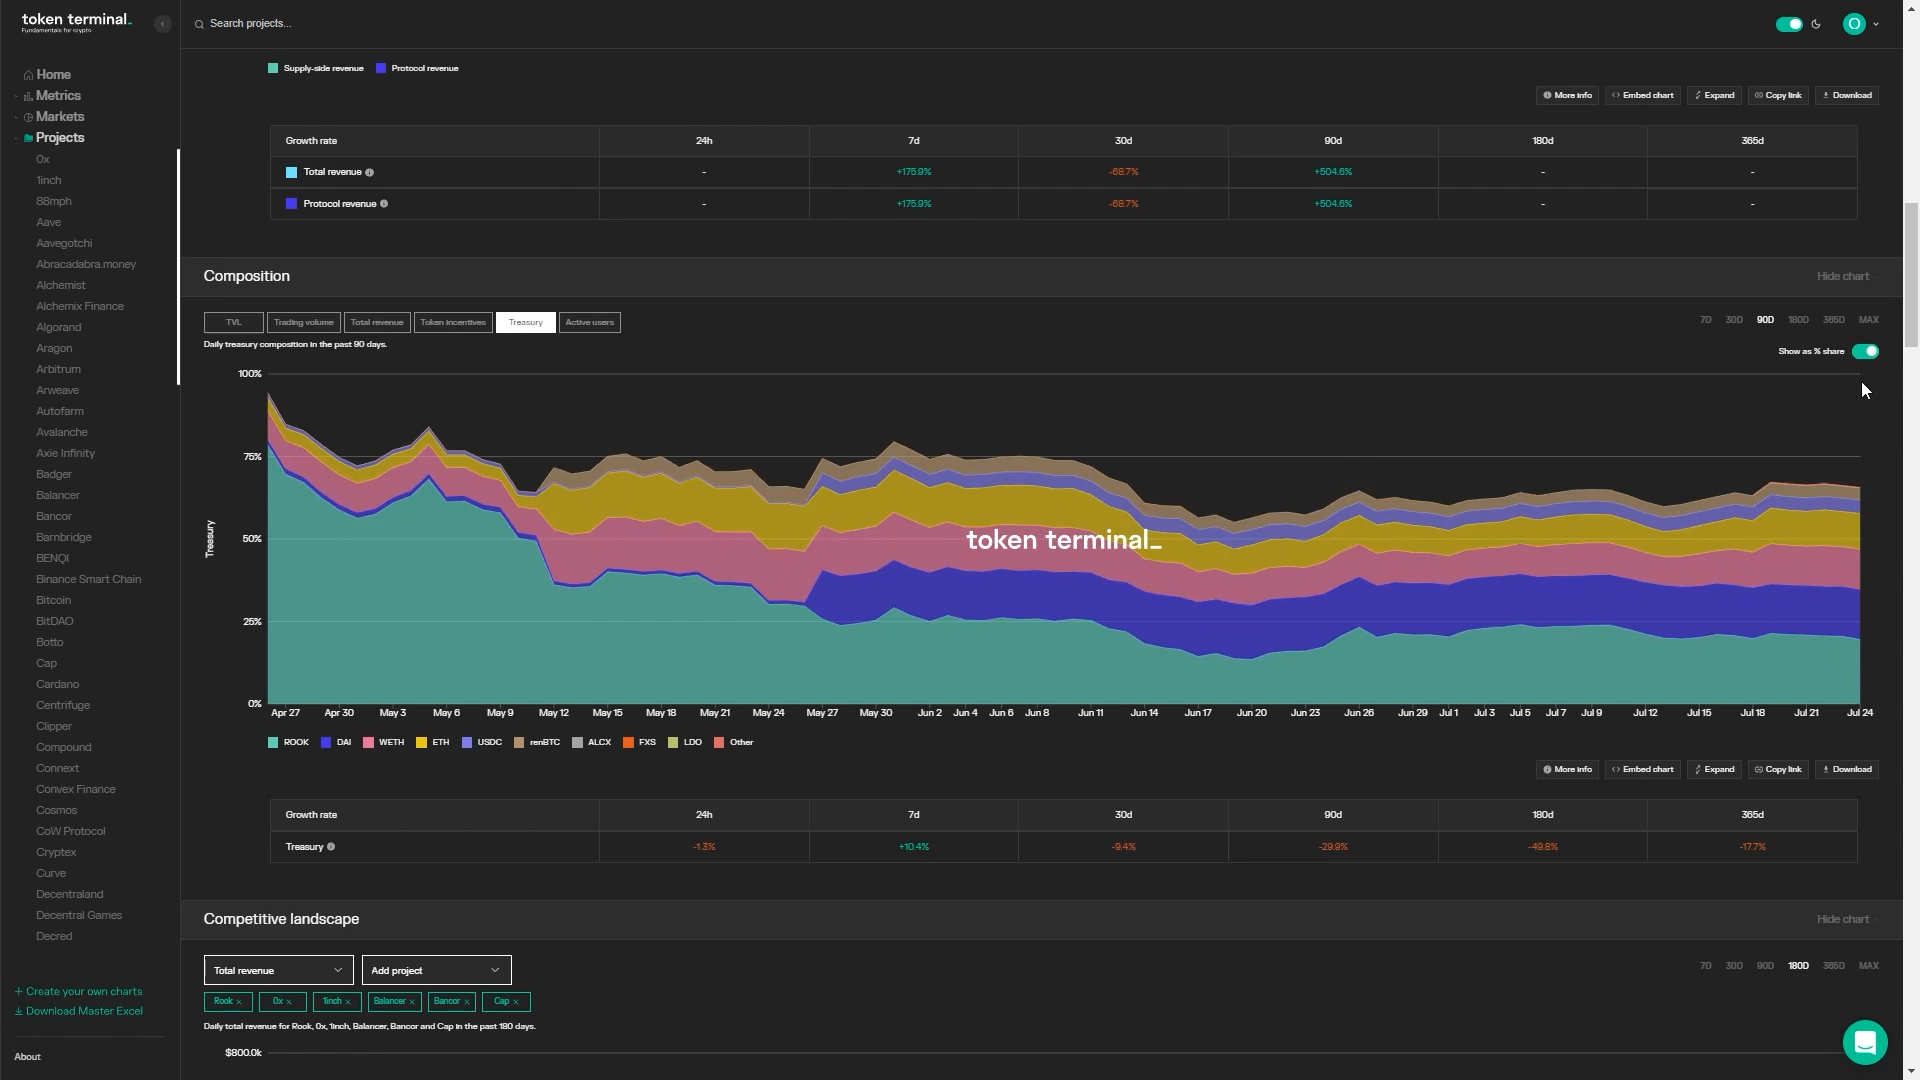 token terminal_
Fundamentals for crypto
Search projects...
O
Home
Metrics
Markets
Projects
0x
1inch
88mph
Aave
Aavegotchi
Abracadabra.money
Alchemist
Alchemix Finance
Algorand
Aragon
Arbitrum
Arweave
Autofarm
Avalanche
Axie Infinity
Badger
Balancer
Bancor
Barnbridge
BENQI
Binance Smart Chain
Bitcoin
BitDAO
Botto
Cap
Cardano
Centrifuge
Clipper
Compound
Connext
Convex Finance
Cosmos
CoW Protocol
Cryptex
Curve
Decentraland
Decentral Games
Decred
+ Create your own charts
Download Master Excel
About
Supply-side revenue Protocol revenue
More info Embed chart Expand Copy link Download
Growth rate 24h 7d 30d 90d 180d 365d
Total revenue - +175.9% -68.7% +504.6% - -
Protocol revenue - +175.9% -68.7% +504.6% - -
Composition Hide chart
TVL Trading volume Total revenue Token incentives Treasury Active users
7D 30D 90D 180D 365D MAX
Daily treasury composition in the past 90 days.
Show as % share
100%
75%
50%
25%
0%
Treasury
token terminal_
Apr 27 Apr 30 May 3 May 6 May 9 May 12 May 15 May 18 May 21 May 24 May 27 May 30 Jun 2 Jun 4 Jun 6 Jun 8 Jun 11 Jun 14 Jun 17 Jun 20 Jun 23 Jun 26 Jun 29 Jul 1 Jul 3 Jul 5 Jul 7 Jul 9 Jul 12 Jul 15 Jul 18 Jul 21 Jul 24
ROOK DAI WETH ETH USDC renBTC ALCX FXS LDO Other
More info Embed chart Expand Copy link Download
Growth rate 24h 7d 30d 90d 180d 365d
Treasury -1.3% +10.4% -9.4% -29.9% -49.8% -17.7%
Competitive landscape Hide chart
Total revenue Add project
7D 30D 90D 180D 365D MAX
Rook × 0x × 1inch × Balancer × Bancor × Cap ×
Daily total revenue for Rook, 0x, 1inch, Balancer, Bancor and Cap in the past 180 days.
$800.0k